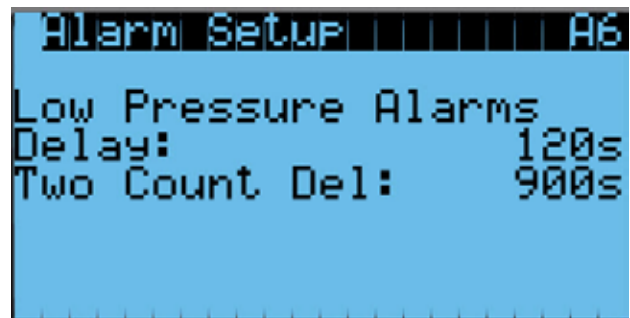 Alarm Setup A6
Low Pressure Alarms
Delay: 120s
Two Count Del: 900s